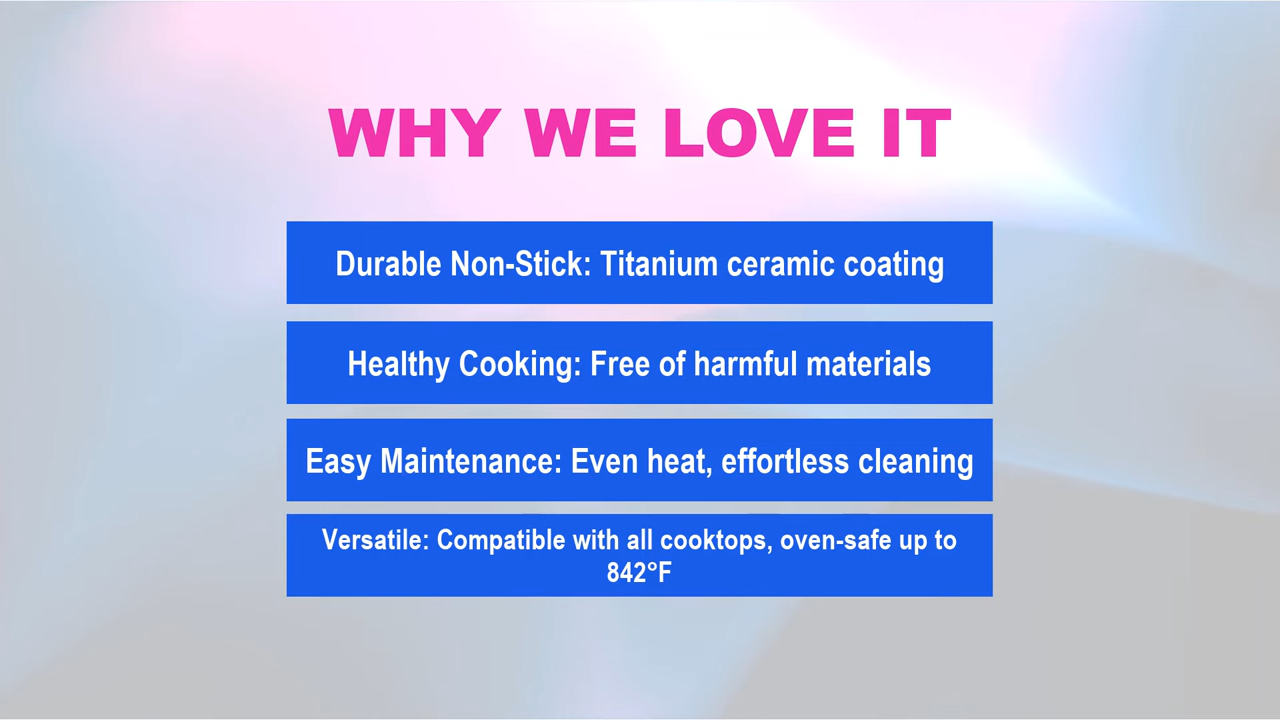 WHY WE LOVE IT
Durable Non-Stick: Titanium ceramic coating
Healthy Cooking: Free of harmful materials
Easy Maintenance: Even heat, effortless cleaning
Versatile: Compatible with all cooktops, oven-safe up to
842°F